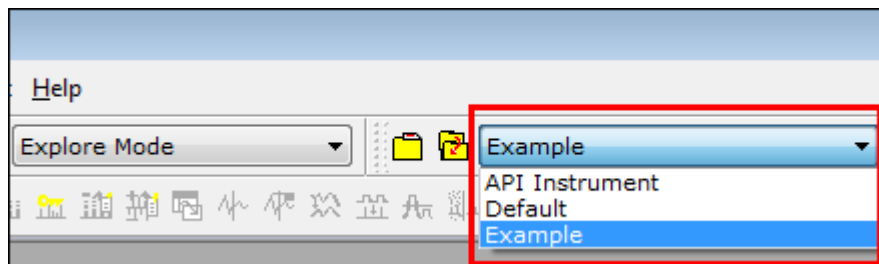 Help
Explore Mode
Example
API Instrument
Default
Example